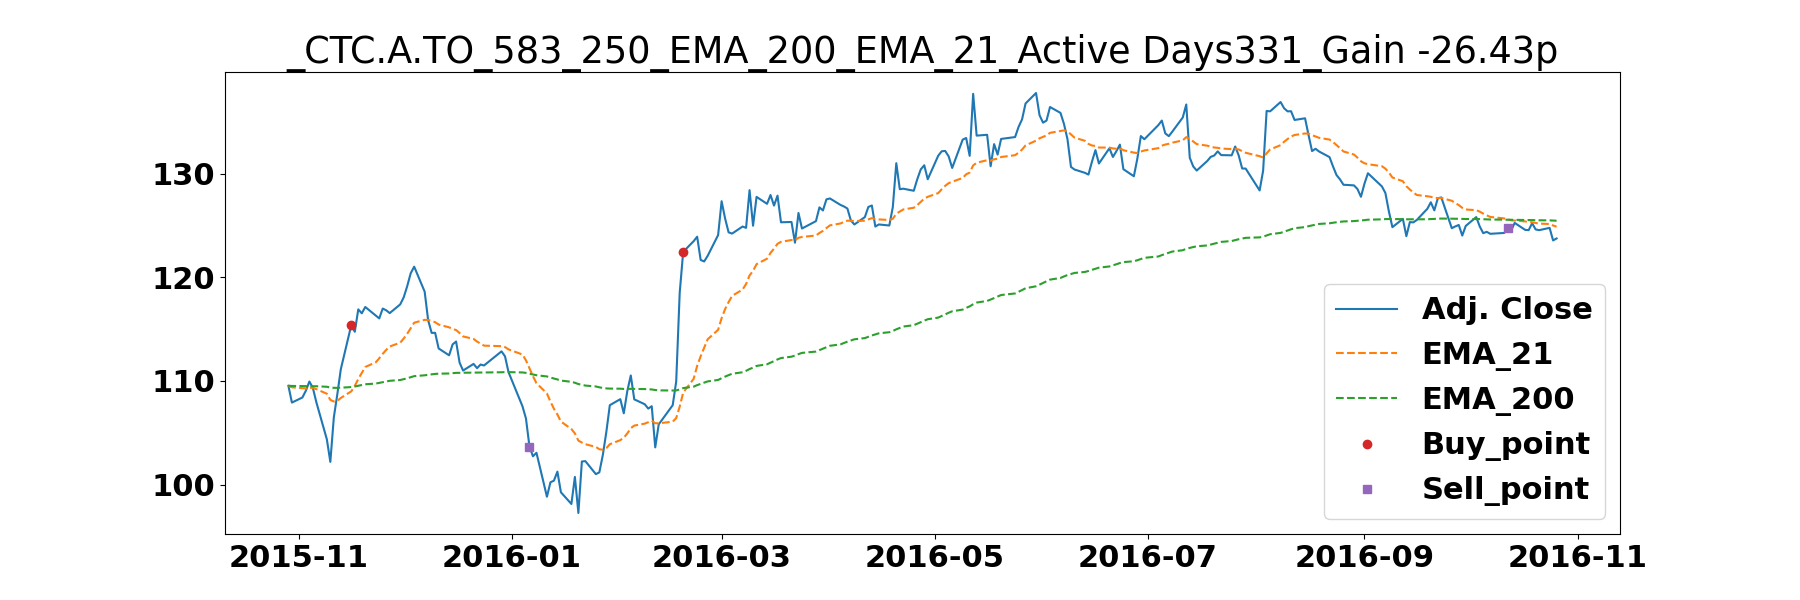 _CTC.A.TO_583_250_EMA_200_EMA_21_Active Days331_Gain -26.43p
130
120
110
100
Adj. Close
EMA_21
EMA_200
Buy_point
Sell_point
2015-11 2016-01 2016-03 2016-05 2016-07 2016-09 2016-11